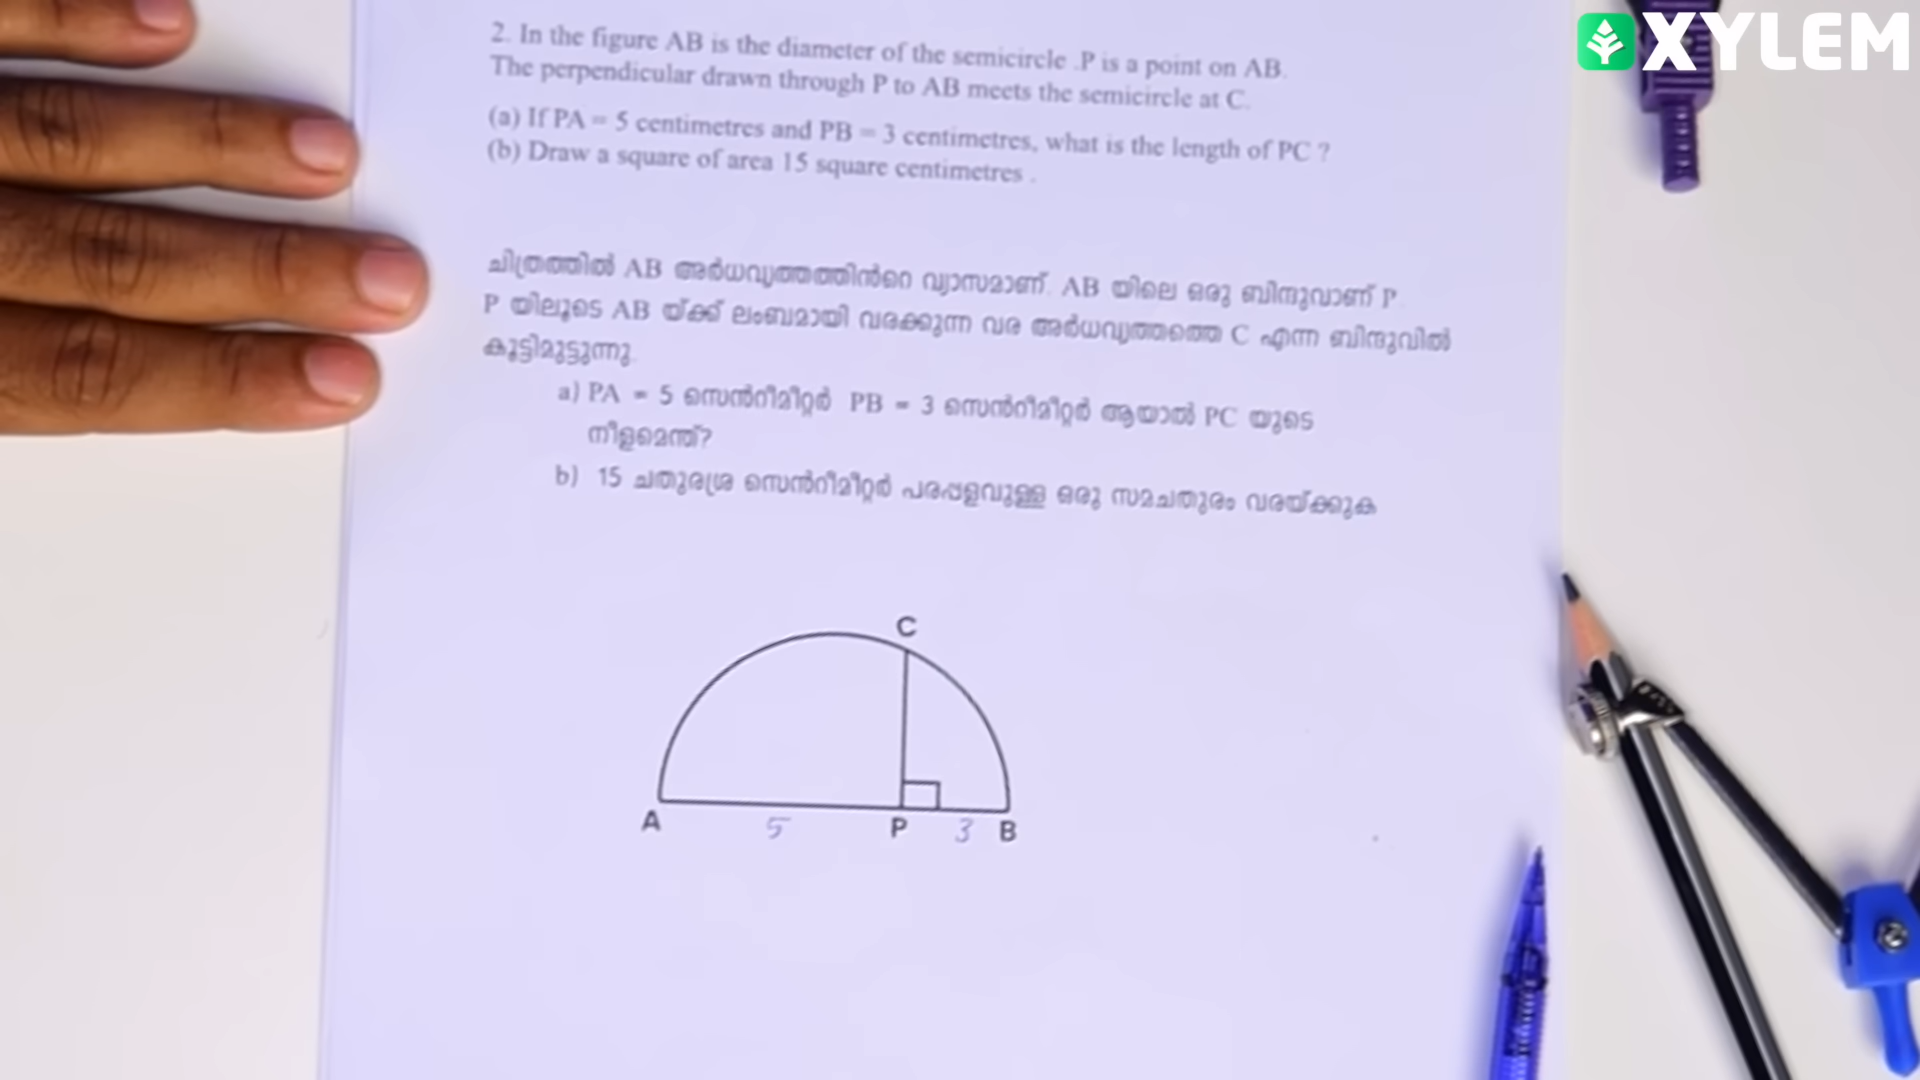 XYLEM
2. In the figure AB is the diameter of the semicircle .P is a point on AB.
The perpendicular drawn through P to AB meets the semicircle at C.
(a) If PA = 5 centimetres and PB = 3 centimetres, what is the length of PC ?
(b) Draw a square of area 15 square centimetres .
ചിത്രത്തിൽ AB അർധവൃത്തത്തിൻറെ വ്യാസമാണ്. AB യിലെ ഒരു ബിന്ദുവാണ് P
P യിലൂടെ AB യ്ക്ക് ലംബമായി വരക്കുന്ന വര അർധവൃത്തത്തെ C എന്ന ബിന്ദുവിൽ
കൂട്ടിമുട്ടുന്നു.
a) PA = 5 സെൻറീമീറ്റർ PB = 3 സെൻറീമീറ്റർ ആയാൽ PC യുടെ
നീളമെന്ത്?
b) 15 ചതുരശ്ര സെൻറീമീറ്റർ പരപ്പളവുള്ള ഒരു സമചതുരം വരയ്ക്കുക
C
A 5 P 3 B